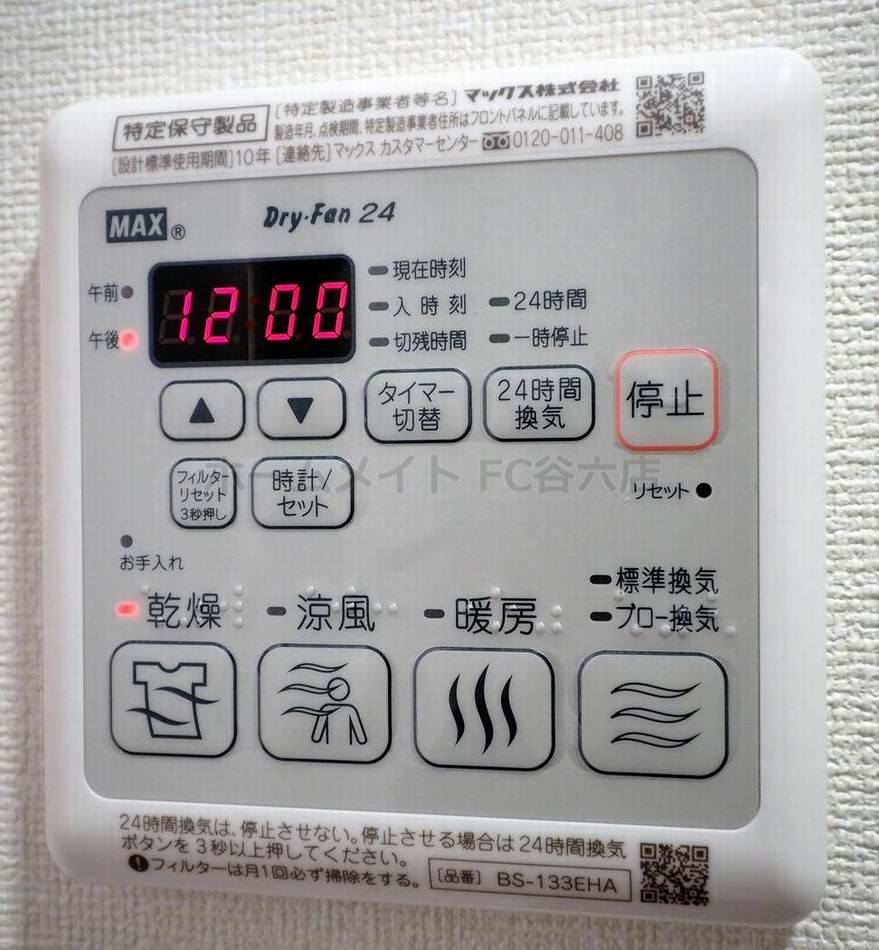 特定保守製品
[特定製造事業者等名] マックス株式会社
製造年月、点検期間、特定製造事業者住所はフロントパネルに記載しています。
[設計標準使用期間]10年 [連絡先] マックス カスタマーセンター 0120-011-408
MAX® Dry-Fan 24
午前
午後
12:00
現在時刻
入時刻
切残時間
24時間
一時停止
▲
▼
タイマー
切替
24時間
換気
停止
フィルター
リセット
3秒押し
時計/
セット
ホームメイト FC谷六店
リセット
お手入れ
乾燥
涼風
暖房
標準換気
ブロー換気
24時間換気は、停止させない。停止させる場合は24時間換気
ボタンを3秒以上押してください。
フィルターは月1回必ず掃除をする。
[品番] BS-133EHA